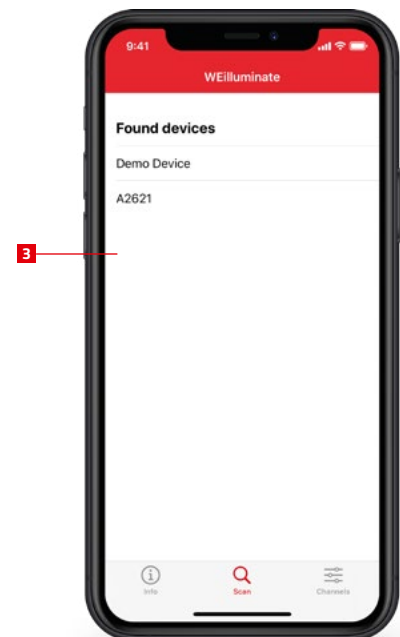 9:41
WEilluminate
Found devices
Demo Device
A2621
3
Info
Scan
Channels